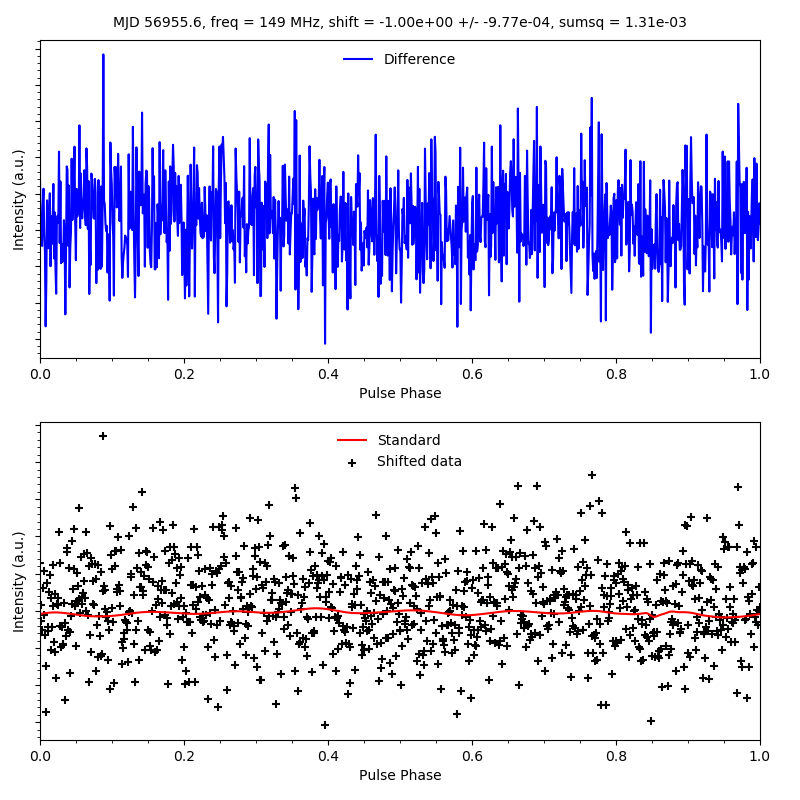 MJD 56955.6, freq = 149 MHz, shift = -1.00e+00 +/- -9.77e-04, sumsq = 1.31e-03
Difference
Intensity (a.u.)
0.0 0.2 0.4 0.6 0.8 1.0
Pulse Phase
Standard
Shifted data
Intensity (a.u.)
0.0 0.2 0.4 0.6 0.8 1.0
Pulse Phase